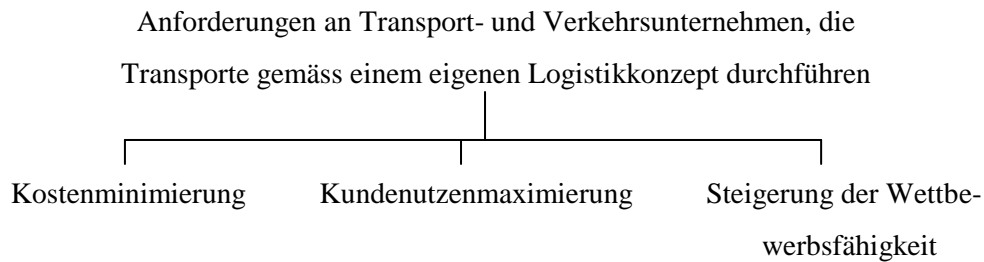 Anforderungen an Transport- und Verkehrsunternehmen, die
Transporte gemäss einem eigenen Logistikkonzept durchführen
Kostenminimierung
Kundenutzenmaximierung
Steigerung der Wettbe-
werbsfähigkeit